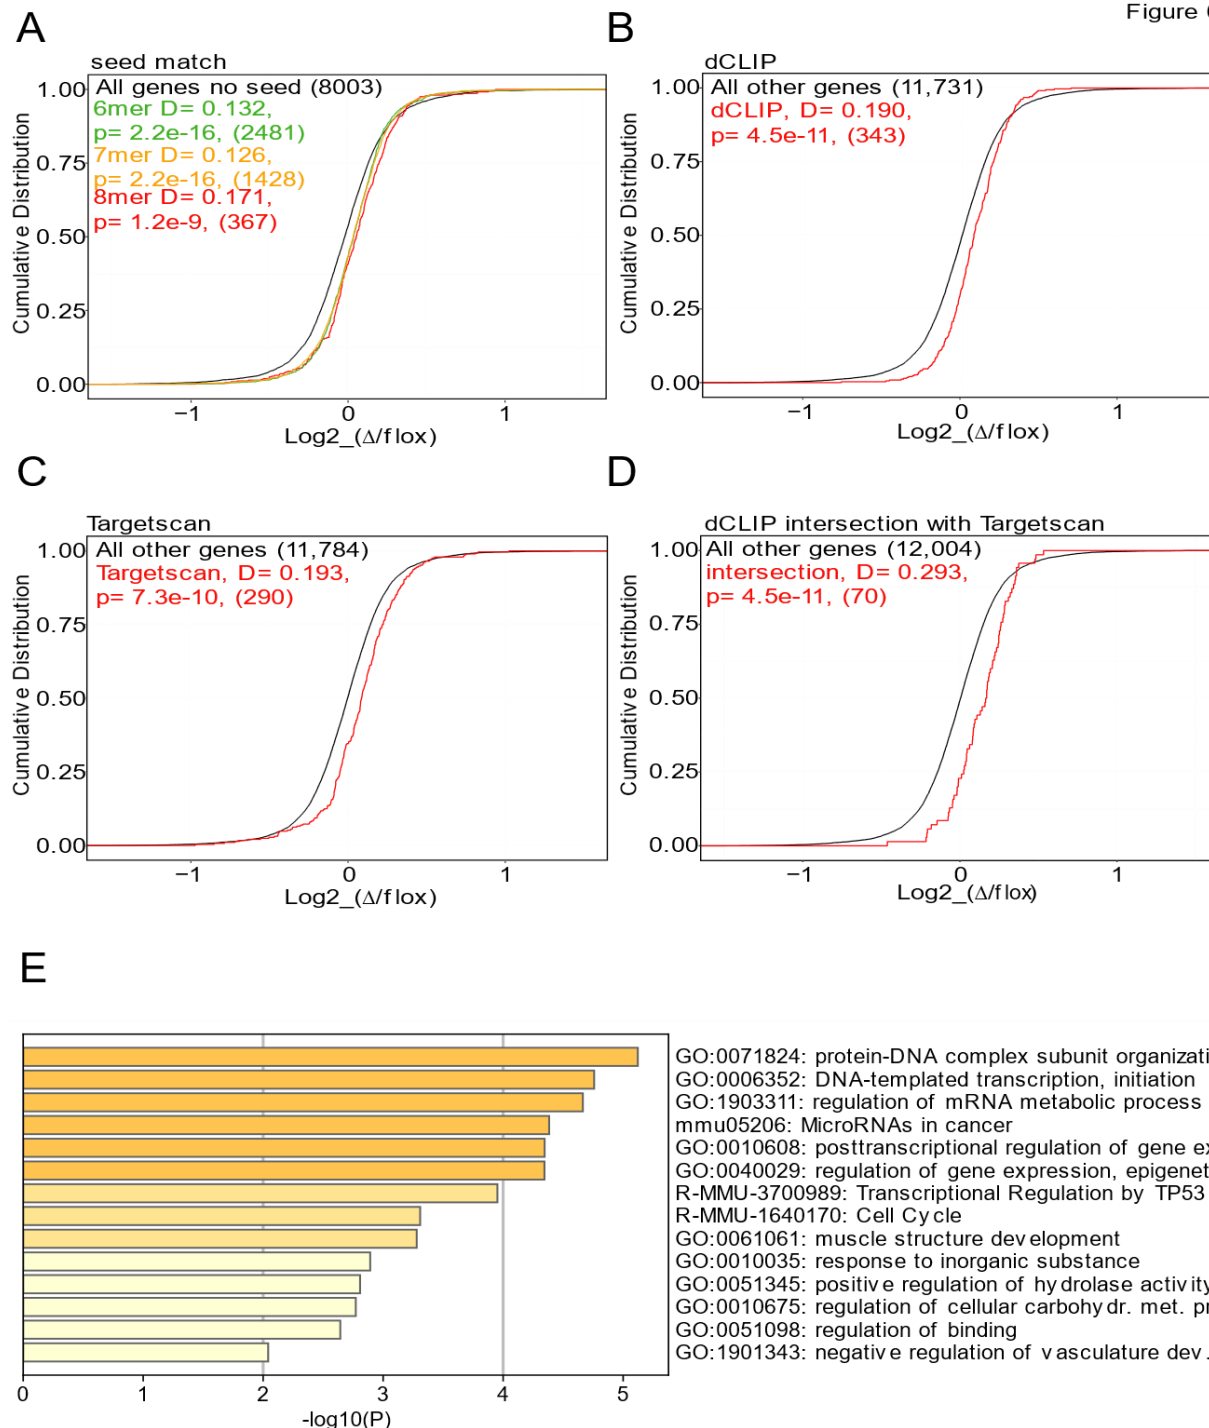 Figure 6
A
seed match
All genes no seed (8003)
6mer D= 0.132,
p= 2.2e-16, (2481)
7mer D= 0.126,
p= 2.2e-16, (1428)
8mer D= 0.171,
p= 1.2e-9, (367)
Cumulative Distribution
1.00
0.75
0.50
0.25
0.00
−1
0
1
Log2_(Δ/flox)
B
dCLIP
All other genes (11,731)
dCLIP, D= 0.190,
p= 4.5e-11, (343)
Cumulative Distribution
1.00
0.75
0.50
0.25
0.00
−1
0
1
Log2_(Δ/flox)
C
Targetscan
All other genes (11,784)
Targetscan, D= 0.193,
p= 7.3e-10, (290)
Cumulative Distribution
1.00
0.75
0.50
0.25
0.00
−1
0
1
Log2_(Δ/flox)
D
dCLIP intersection with Targetscan
All other genes (12,004)
intersection, D= 0.293,
p= 4.5e-11, (70)
Cumulative Distribution
1.00
0.75
0.50
0.25
0.00
−1
0
1
Log2_(Δ/flox)
E
GO:0071824: protein-DNA complex subunit organizati
GO:0006352: DNA-templated transcription, initiation
GO:1903311: regulation of mRNA metabolic process
mmu05206: MicroRNAs in cancer
GO:0010608: posttranscriptional regulation of gene ex
GO:0040029: regulation of gene expression, epigenet
R-MMU-3700989: Transcriptional Regulation by TP53
R-MMU-1640170: Cell Cycle
GO:0061061: muscle structure development
GO:0010035: response to inorganic substance
GO:0051345: positive regulation of hydrolase activity
GO:0010675: regulation of cellular carbohydr. met. pr
GO:0051098: regulation of binding
GO:1901343: negative regulation of vasculature dev.
0
1
2
3
4
5
-log10(P)